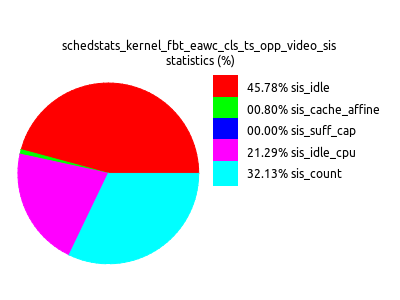 schedstats_kernel_fbt_eawc_cls_ts_opp_video_sis
statistics (%)
45.78% sis_idle
00.80% sis_cache_affine
00.00% sis_suff_cap
21.29% sis_idle_cpu
32.13% sis_count